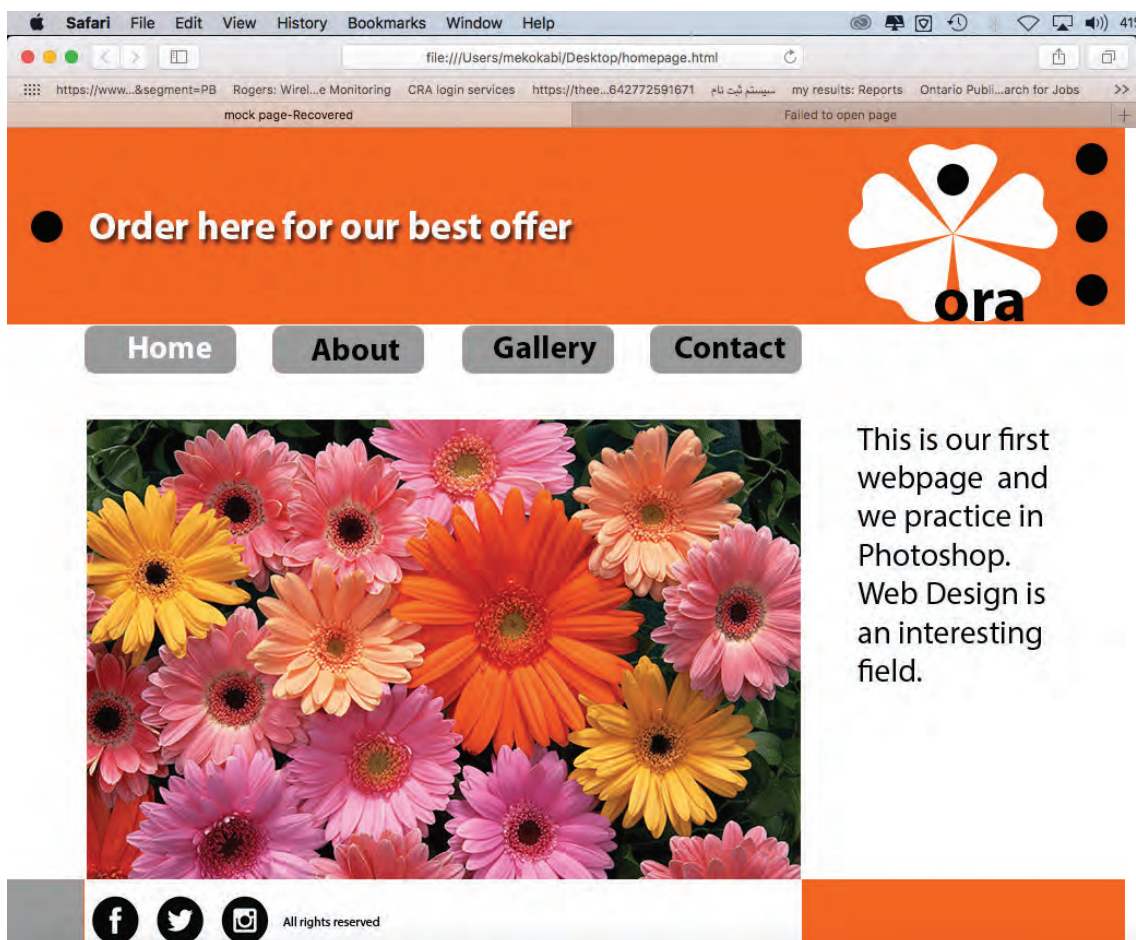 Safari File Edit View History Bookmarks Window Help
file:///Users/mekokabi/Desktop/homepage.html
https://www...&segment=PB Rogers: Wirel...e Monitoring CRA login services https://thee...642772591671 سیستم ثبت نام my results: Reports Ontario Publi...arch for Jobs >>
mock page-Recovered Failed to open page +
Order here for our best offer
ora
Home About Gallery Contact
This is our first
webpage and
we practice in
Photoshop.
Web Design is
an interesting
field.
All rights reserved